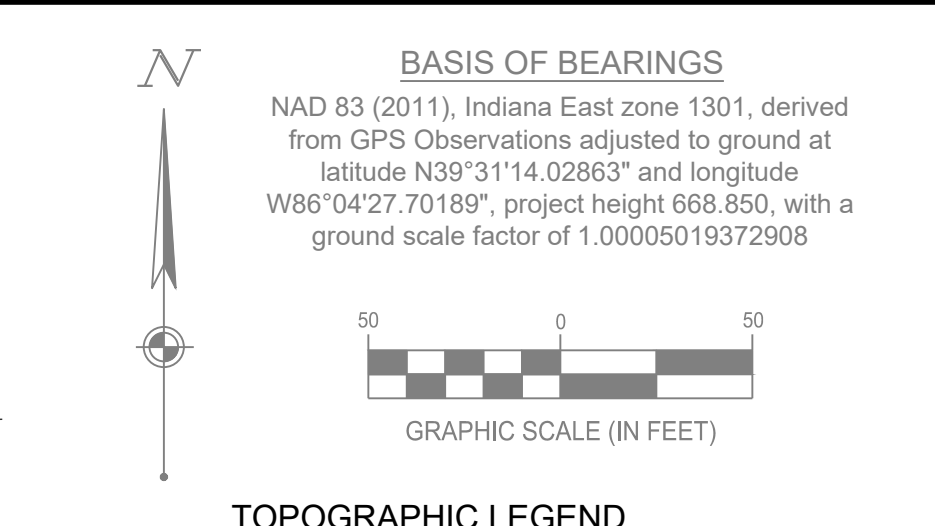 N
BASIS OF BEARINGS
NAD 83 (2011), Indiana East zone 1301, derived
from GPS Observations adjusted to ground at
latitude N39°31'14.02863" and longitude
W86°04'27.70189", project height 668.850, with a
ground scale factor of 1.00005019372908
50 0 50
GRAPHIC SCALE (IN FEET)
TOPOGRAPHIC LEGEND